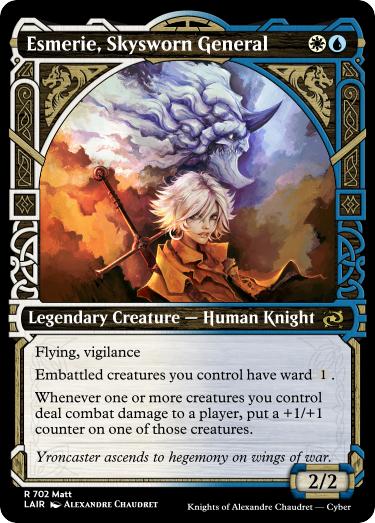 Esmerie, Skysworn General
Legendary Creature — Human Knight
Flying, vigilance
Embattled creatures you control have ward 1 .
Whenever one or more creatures you control
deal combat damage to a player, put a +1/+1
counter on one of those creatures.
Yroncaster ascends to hegemony on wings of war.
2/2
R 702 Matt
LAIR Alexandre Chaudret
Knights of Alexandre Chaudret — Cyber